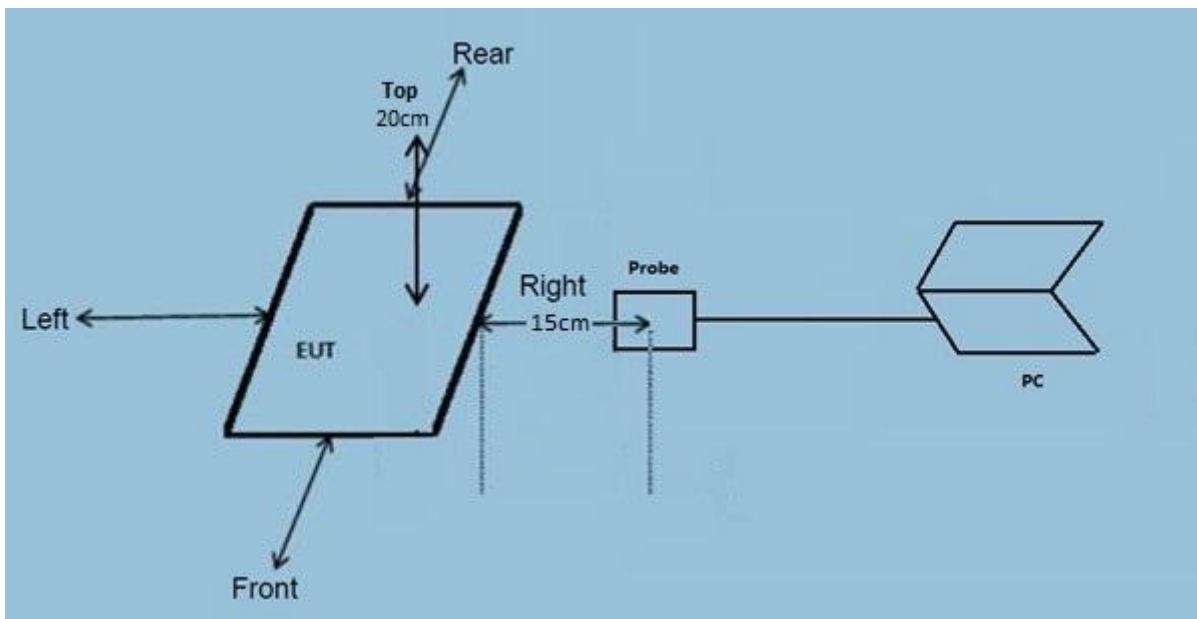 Rear
Top
20cm
Probe
Right
15cm
Left
EUT
PC
Front